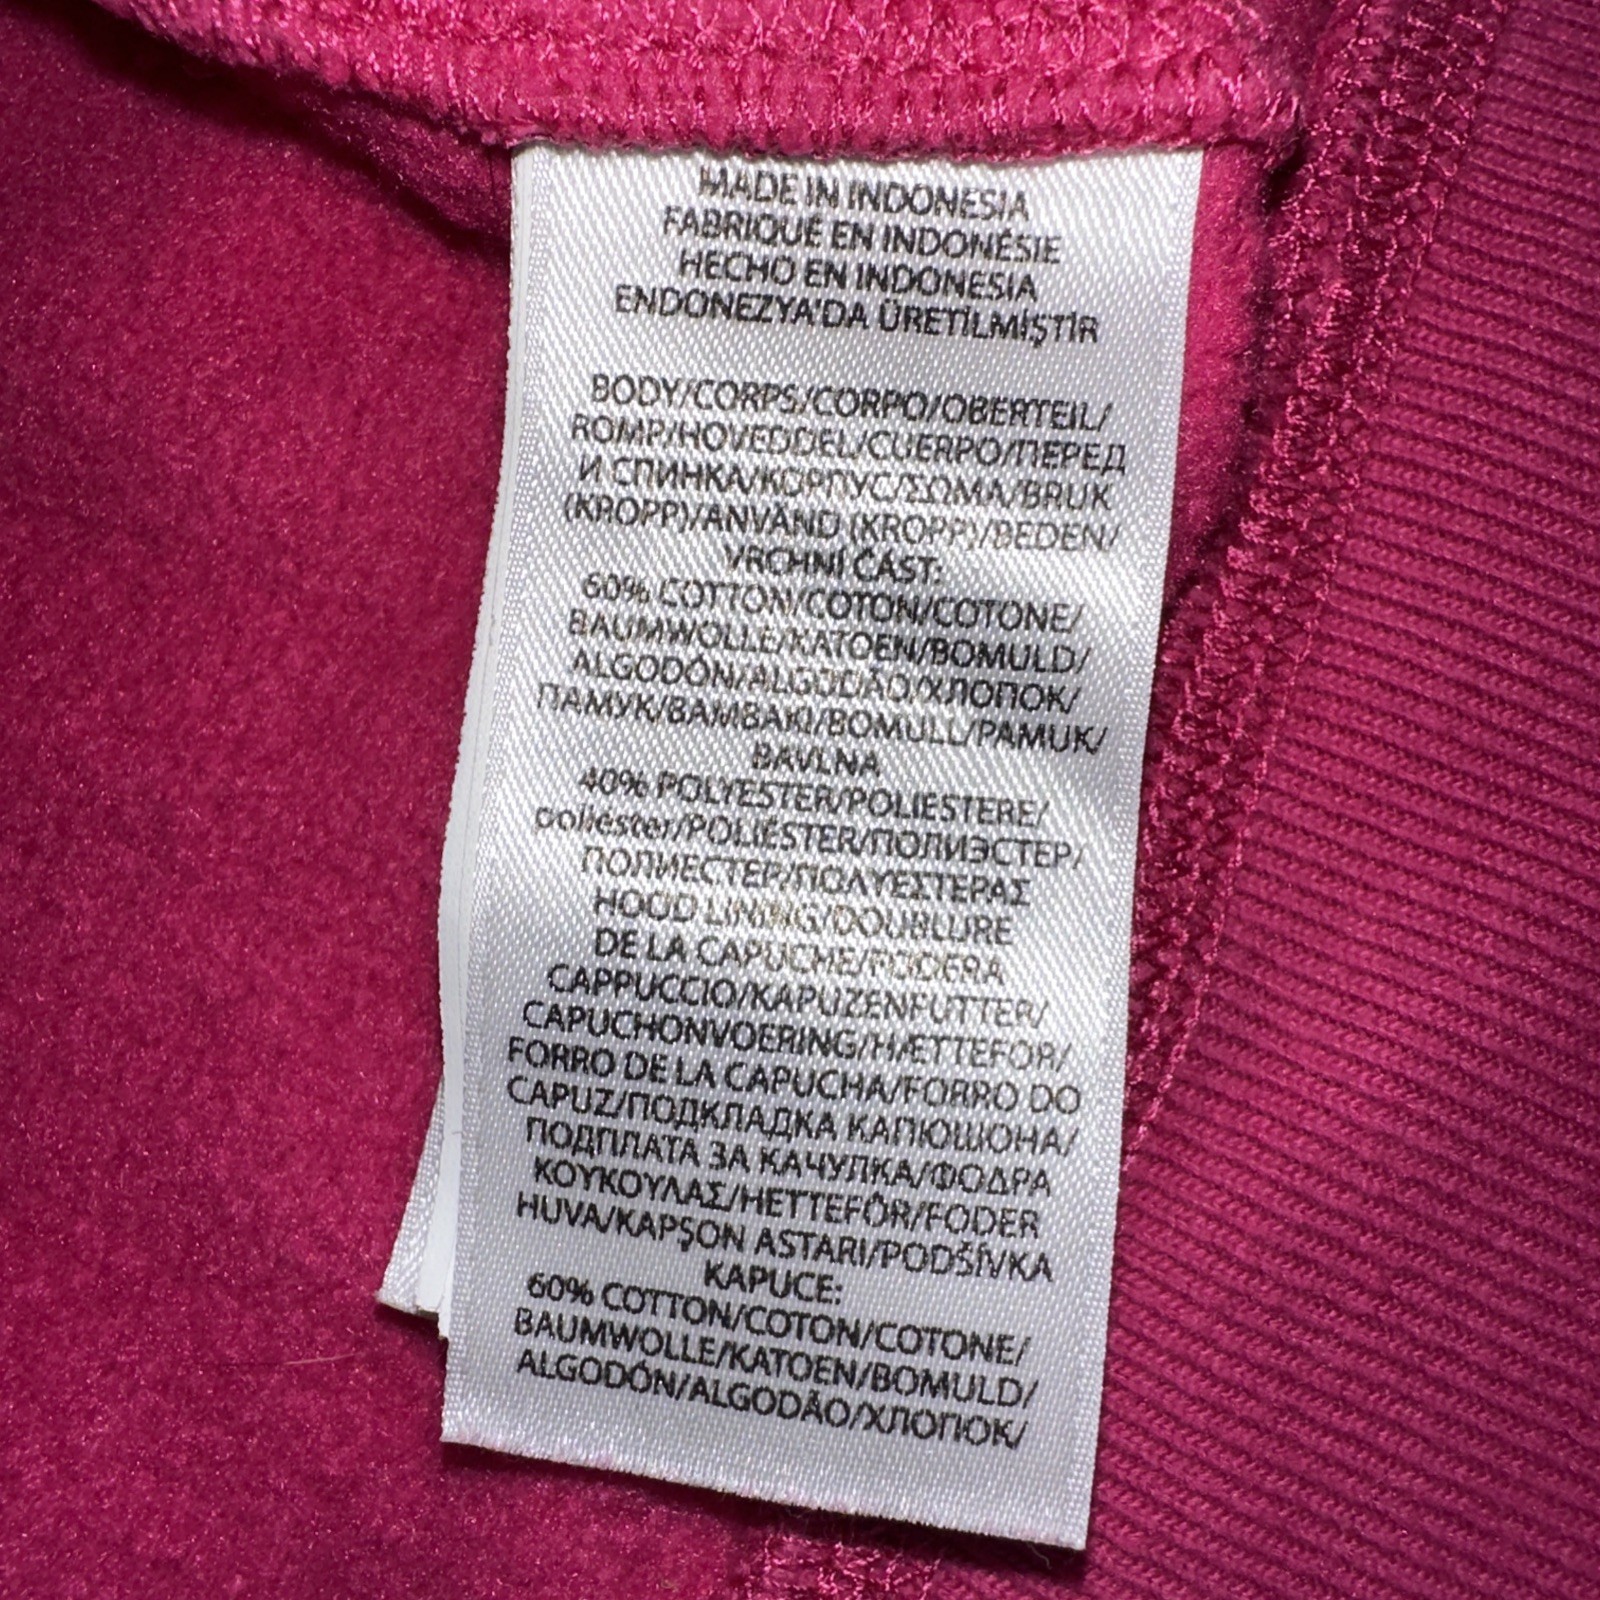 MADE IN INDONESIA
FABRIQUÉ EN INDONÉSIE
HECHO EN INDONESIA
ENDONEZYA'DA ÜRETİLMİŞTİR
BODY/CORPS/CORPO/OBERTEIL/
ROMP/HOVEDDEL/CUERPO/ПЕРЕД
И СПИНКА/КОРПУС/ΣΩΜΑ/BRUK
(KROPP)/ANVÄND (KROPP)/BEDEN/
VRCHNÍ ČÁST:
60% COTTON/COTON/COTONE/
BAUMWOLLE/KATOEN/BOMULD/
ALGODÓN/ALGODÃO/ХЛОПОК/
ПАМУК/ΒΑΜΒΑΚΙ/BOMULL/PAMUK/
BAVLNA
40% POLYESTER/POLIESTERE/
poliéster/POLIÉSTER/ПОЛИЭСТЕР/
ПОЛИЕСТЕР/ΠΟΛΥΕΣΤΕΡΑΣ
HOOD LINING/DOUBLURE
DE LA CAPUCHE/FODERA
CAPPUCCIO/KAPUZENFUTTER/
CAPUCHONVOERING/HÆTTEFOR/
FORRO DE LA CAPUCHA/FORRO DO
CAPUZ/ПОДКЛАДКА КАПЮШОНА/
ПОДПЛАТА ЗА КАЧУЛКА/ΦΟΔΡΑ
ΚΟΥΚΟΥΛΑΣ/HETTEFÔR/FODER
HUVA/KAPŞON ASTARI/PODŠÍVKA
KAPUCE:
60% COTTON/COTON/COTONE/
BAUMWOLLE/KATOEN/BOMULD/
ALGODÓN/ALGODÃO/ХЛОПОК/